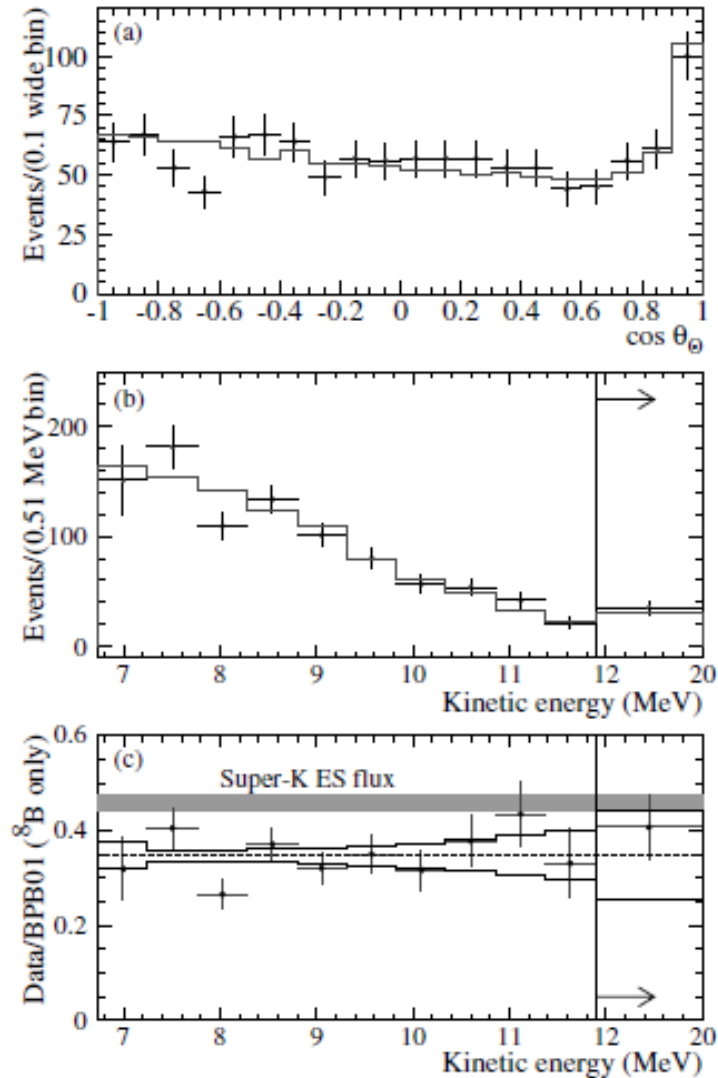 (a)
Events/(0.1 wide bin)
100
75
50
25
0
-1 -0.8 -0.6 -0.4 -0.2 0 0.2 0.4 0.6 0.8 1
cos θ⊙
(b)
Events/(0.51 MeV bin)
200
100
0
7 8 9 10 11 12 20
Kinetic energy (MeV)
(c)
Super-K ES flux
Data/BPB01 (⁸B only)
0.6
0.4
0.2
0
7 8 9 10 11 12 20
Kinetic energy (MeV)